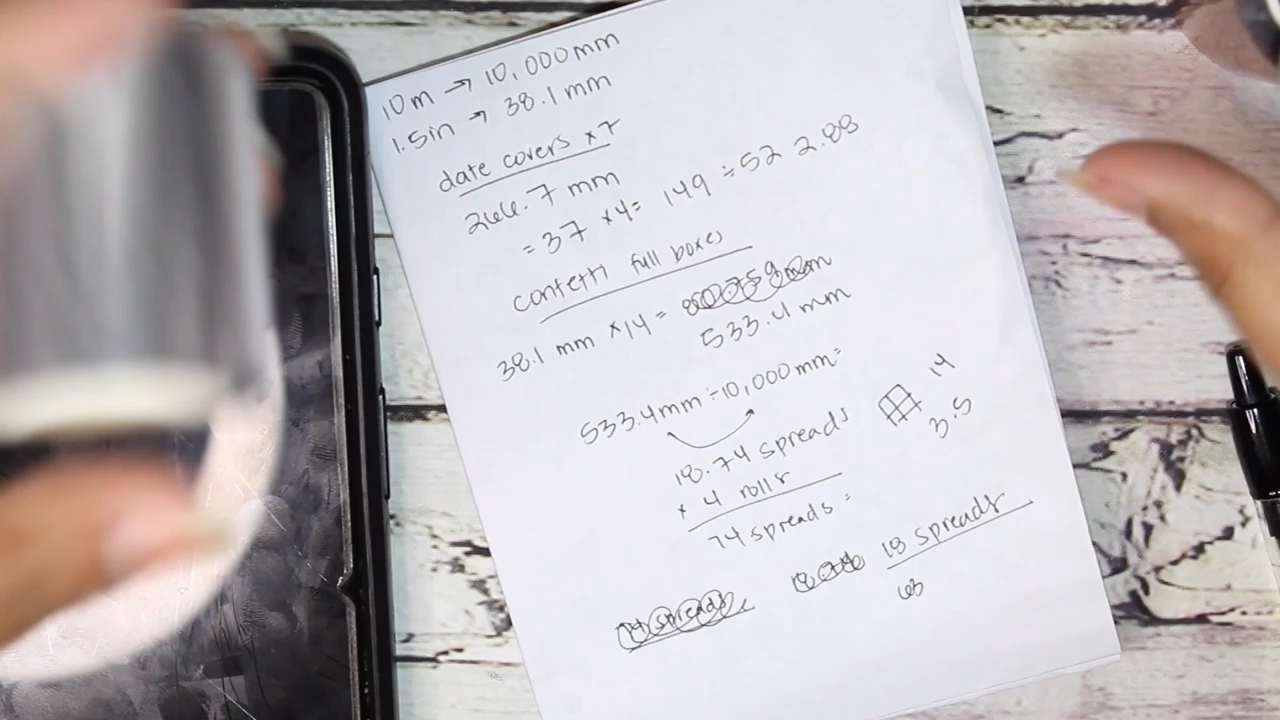 10m → 10,000mm
1.5in → 38.1 mm
date covers x7
266.7 mm
= 37 x4= 149 ÷52 2.88
confetti full boxes
38.1 mm x14 =
533.4 mm
533.4mm ÷10,000mm=
18.74 spreads
x 4 rolls
74 spreads =
14
3.5
18 spreads